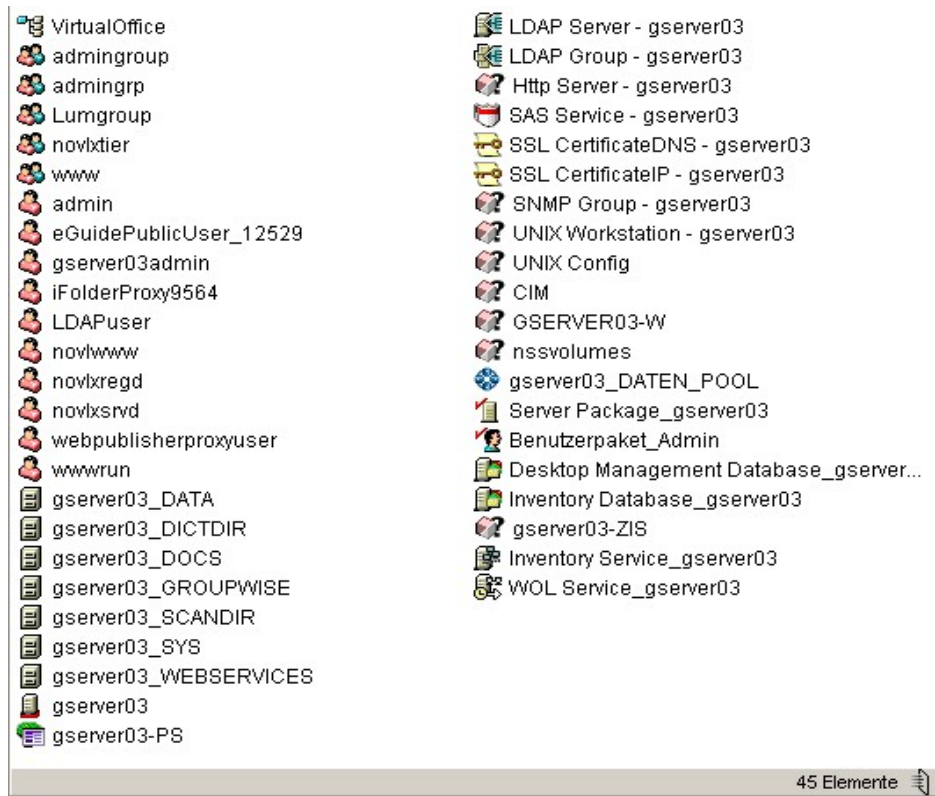 VirtualOffice
admingroup
admingrp
Lumgroup
novlxtier
www
admin
eGuidePublicUser_12529
gserver03admin
iFolderProxy9564
LDAPuser
novlwww
novlxregd
novlxsrvd
webpublisherproxyuser
wwwrun
gserver03_DATA
gserver03_DICTDIR
gserver03_DOCS
gserver03_GROUPWISE
gserver03_SCANDIR
gserver03_SYS
gserver03_WEBSERVICES
gserver03
gserver03-PS
LDAP Server - gserver03
LDAP Group - gserver03
Http Server - gserver03
SAS Service - gserver03
SSL CertificateDNS - gserver03
SSL CertificateIP - gserver03
SNMP Group - gserver03
UNIX Workstation - gserver03
UNIX Config
CIM
GSERVER03-W
nssvolumes
gserver03_DATEN_POOL
Server Package_gserver03
Benutzerpaket_Admin
Desktop Management Database_gserver...
Inventory Database_gserver03
gserver03-ZIS
Inventory Service_gserver03
WOL Service_gserver03
45 Elemente